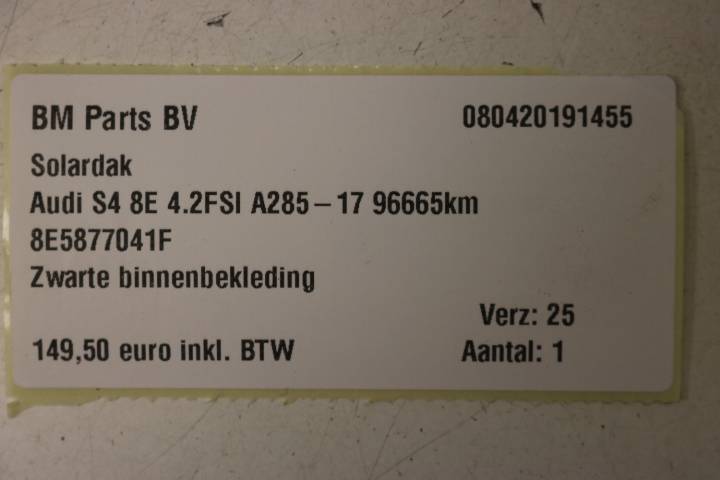 BM Parts BV 080420191455
Solardak
Audi S4 8E 4.2FSI A285-17 96665km
8E5877041F
Zwarte binnenbekleding
Verz: 25
149,50 euro inkl. BTW Aantal: 1